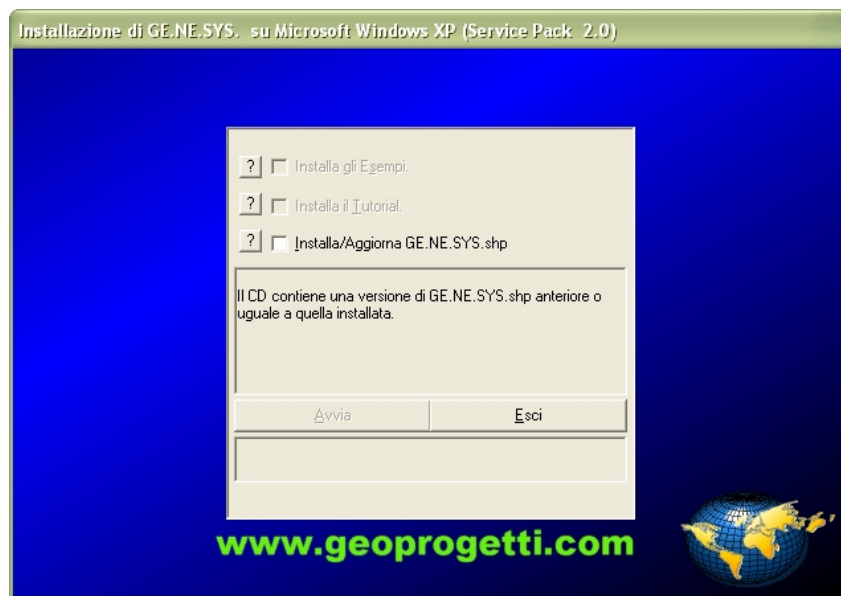 Installazione di GE.NE.SYS. su Microsoft Windows XP (Service Pack 2.0)
? Installa gli Esempi.
? Installa il Tutorial.
? Installa/Aggiorna GE.NE.SYS.shp
Il CD contiene una versione di GE.NE.SYS.shp anteriore o
uguale a quella installata.
Avvia Esci
www.geoprogetti.com